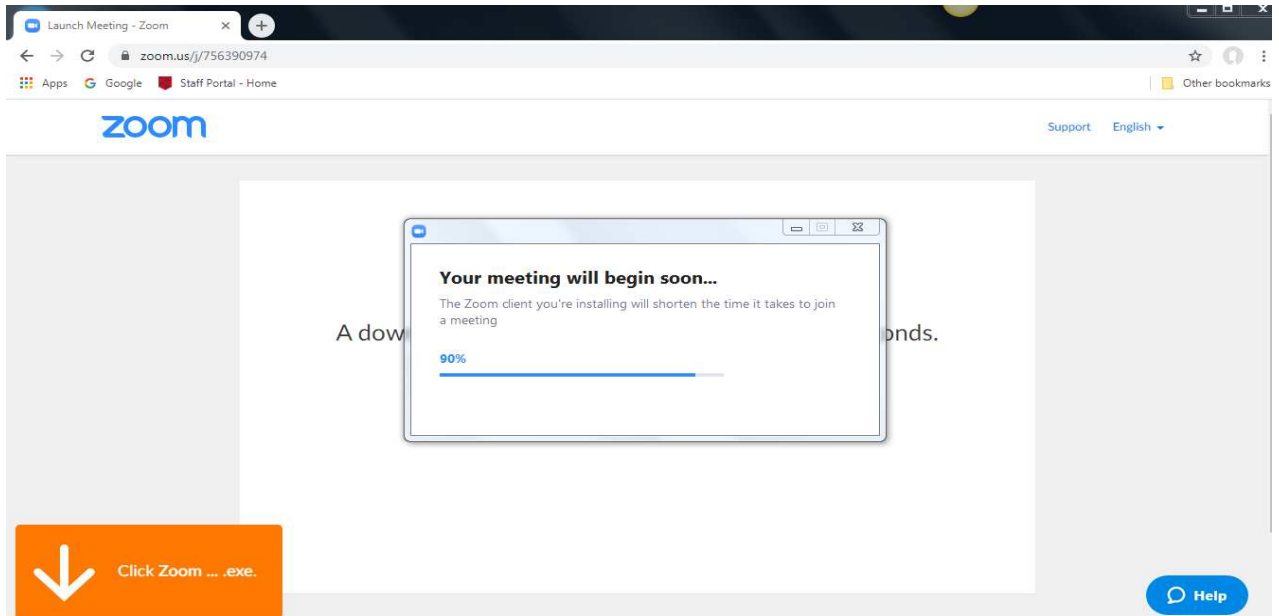 Launch Meeting - Zoom
zoom.us/j/756390974
Apps Google Staff Portal - Home Other bookmarks
zoom Support English
Your meeting will begin soon...
The Zoom client you're installing will shorten the time it takes to join
a meeting
A dow onds.
90%
Click Zoom ... .exe.
Help